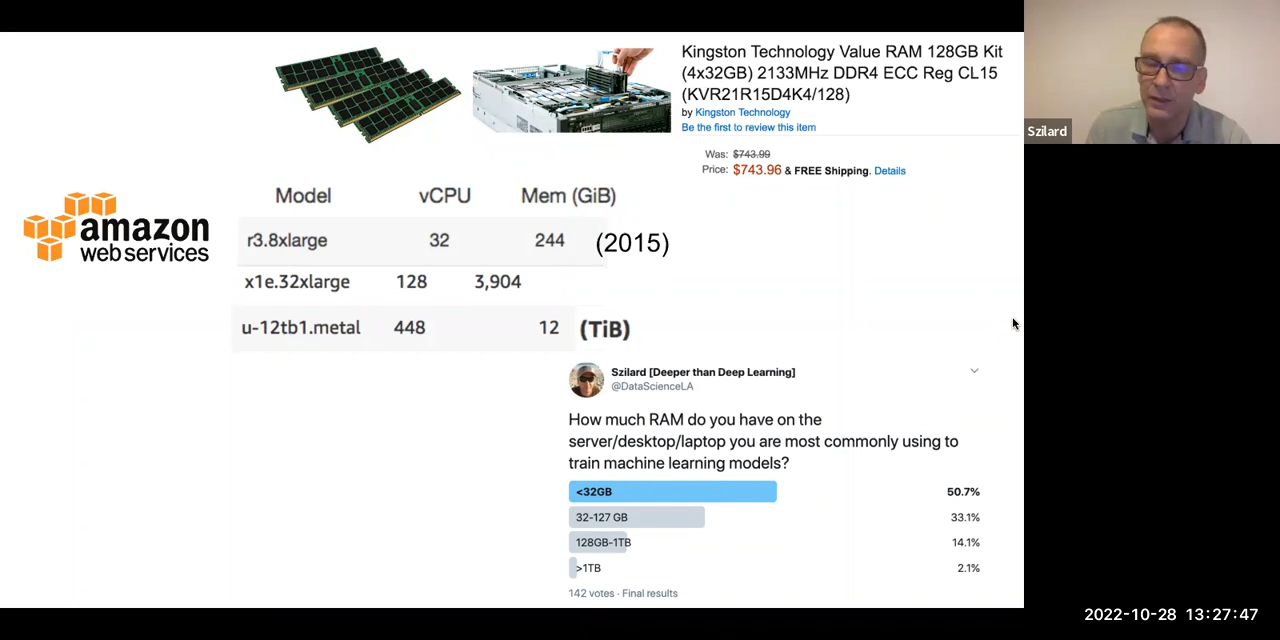 Kingston Technology Value RAM 128GB Kit
(4x32GB) 2133MHz DDR4 ECC Reg CL15
(KVR21R15D4K4/128)
by Kingston Technology
Be the first to review this item
Was: $743.99
Price: $743.96 & FREE Shipping. Details
Szilard
amazon
web services
Model vCPU Mem (GiB)
r3.8xlarge 32 244 (2015)
x1e.32xlarge 128 3,904
u-12tb1.metal 448 12 (TiB)
Szilard [Deeper than Deep Learning]
@DataScienceLA
How much RAM do you have on the
server/desktop/laptop you are most commonly using to
train machine learning models?
<32GB 50.7%
32-127 GB 33.1%
128GB-1TB 14.1%
>1TB 2.1%
142 votes · Final results
2022-10-28 13:27:47